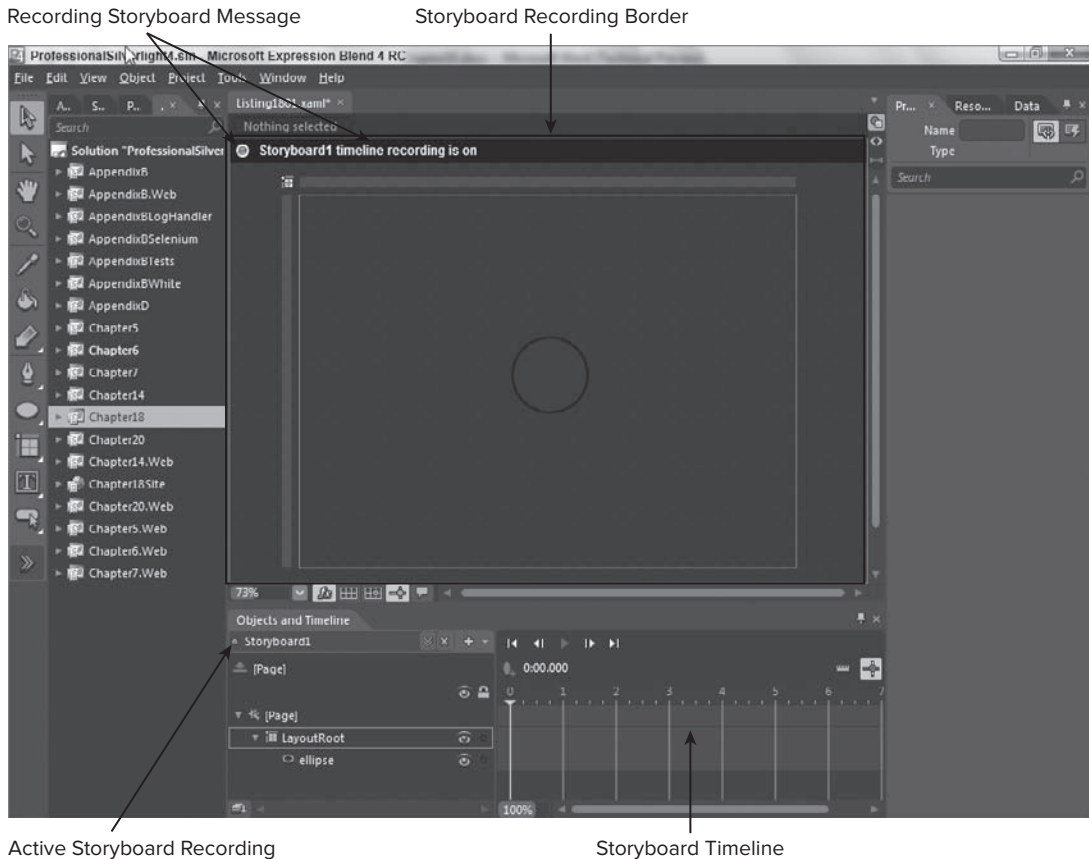 Recording Storyboard Message
Storyboard Recording Border
ProfessionalSilverlight4.sln - Microsoft Expression Blend 4 RC
File Edit View Object Project Tools Window Help
A.. S.. P..
Listing1801.xaml*
Pr... Reso... Data
Search
Nothing selected
Name
Type
Solution "ProfessionalSilver
Storyboard1 timeline recording is on
Search
AppendixB
AppendixB.Web
AppendixBLogHandler
AppendixBSelenium
AppendixBTests
AppendixBWhite
AppendixD
Chapter5
Chapter6
Chapter7
Chapter14
Chapter18
Chapter20
Chapter14.Web
Chapter18Site
Chapter20.Web
Chapter5.Web
Chapter6.Web
Chapter7.Web
73%
Objects and Timeline
Storyboard1
[Page]
0:00.000
0 1 2 3 4 5 6 7
[Page]
LayoutRoot
ellipse
100%
Active Storyboard Recording
Storyboard Timeline